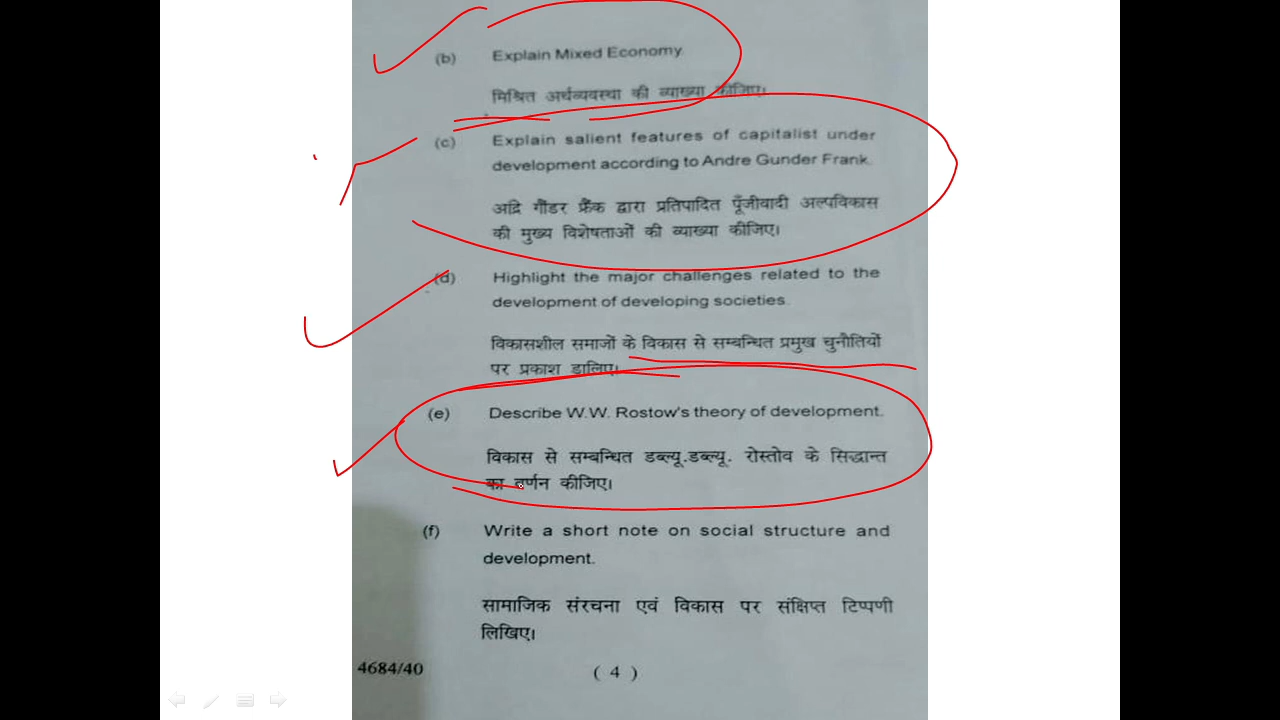 (b) Explain Mixed Economy
मिश्रित अर्थव्यवस्था की व्याख्या कीजिए।
(c) Explain salient features of capitalist under
development according to Andre Gunder Frank.
अद्रि गौंडर फ्रैंक द्वारा प्रतिपादित पूँजीवादी अल्पविकास
की मुख्य विशेषताओं की व्याख्या कीजिए।
(d) Highlight the major challenges related to the
development of developing societies.
विकासशील समाजों के विकास से सम्बन्धित प्रमुख चुनौतियों
पर प्रकाश डालिए।
(e) Describe W.W. Rostow's theory of development.
विकास से सम्बन्धित डब्ल्यू.डब्ल्यू. रोस्तोव के सिद्धान्त
का वर्णन कीजिए।
(f) Write a short note on social structure and
development.
सामाजिक संरचना एवं विकास पर संक्षिप्त टिप्पणी
लिखिए।
4684/40 ( 4 )